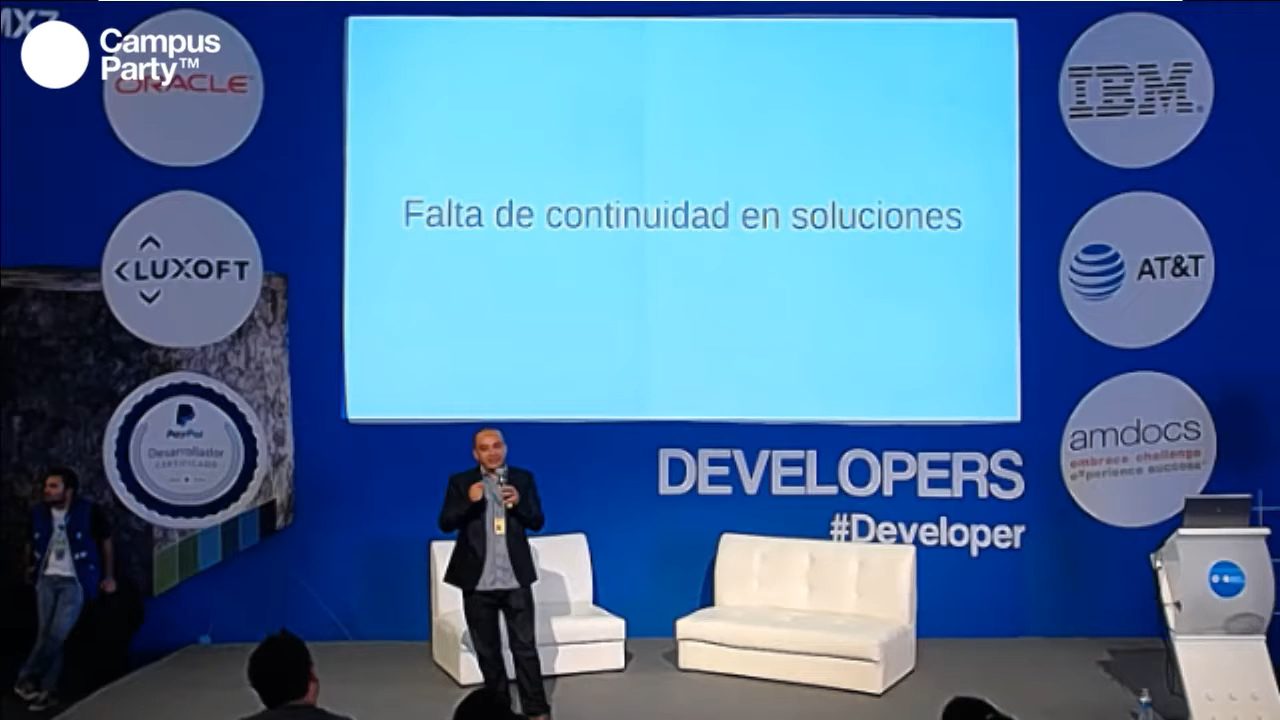 Campus
Party™
ORACLE
IBM
Falta de continuidad en soluciones
LUXOFT
AT&T
PayPal
Desarrollador
CERTIFICADO
amdocs
embrace challenge
experience success
DEVELOPERS
#Developer